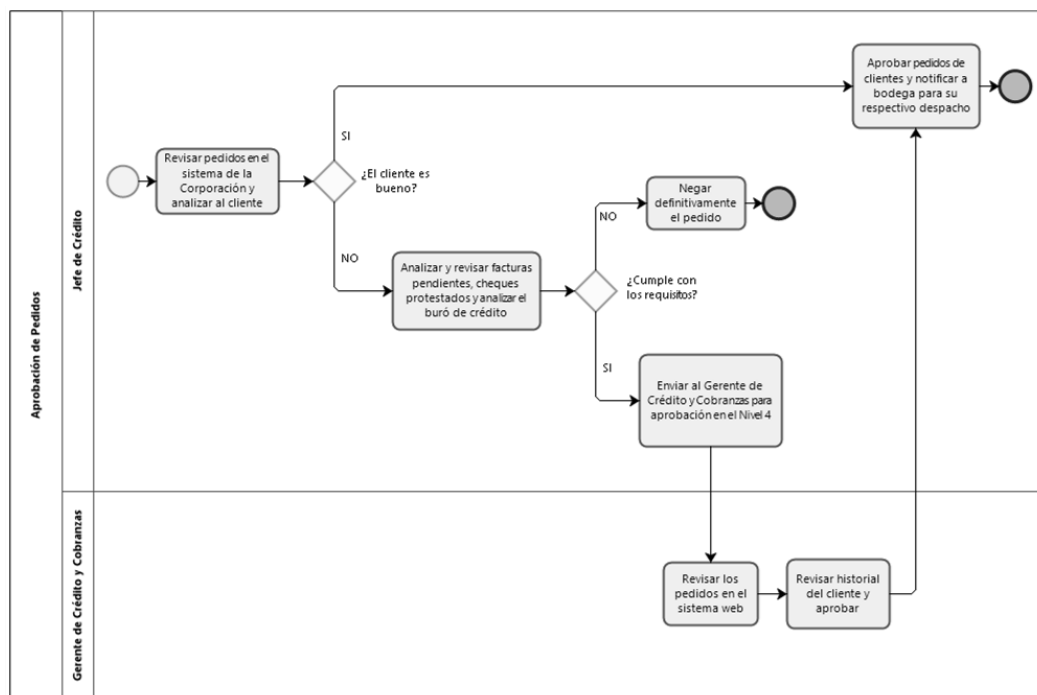 Aprobación de Pedidos
Jefe de Crédito
Revisar pedidos en el
sistema de la
Corporación y
analizar al cliente
SI
¿El cliente es
bueno?
NO
Aprobar pedidos de
clientes y notificar a
bodega para su
respectivo despacho
Analizar y revisar facturas
pendientes, cheques
protestados y analizar el
buró de crédito
NO
¿Cumple con
los requisitos?
SI
Negar
definitivamente
el pedido
Enviar al Gerente de
Crédito y Cobranzas para
aprobación en el Nivel 4
Gerente de Crédito y Cobranzas
Revisar los
pedidos en el
sistema web
Revisar historial
del cliente y
aprobar